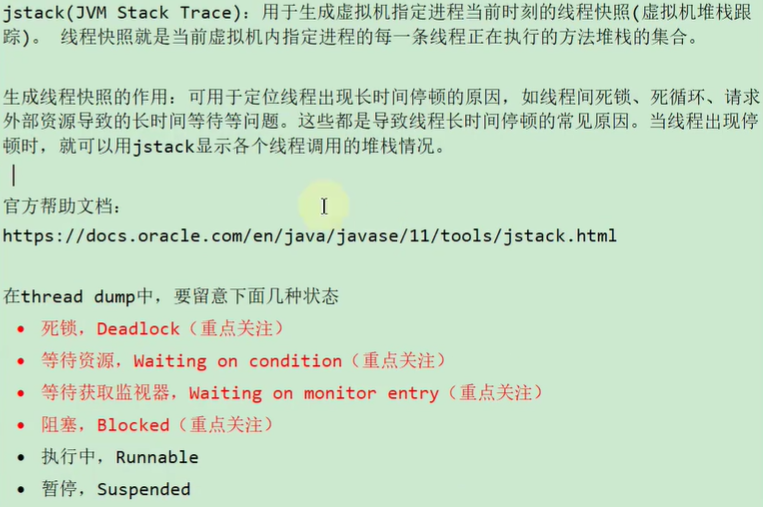 jstack(JVM Stack Trace)：用于生成虚拟机指定进程当前时刻的线程快照(虚拟机堆栈跟
踪)。 线程快照就是当前虚拟机内指定进程的每一条线程正在执行的方法堆栈的集合。
生成线程快照的作用：可用于定位线程出现长时间停顿的原因，如线程间死锁、死循环、请求
外部资源导致的长时间等待等问题。这些都是导致线程长时间停顿的常见原因。当线程出现停
顿时，就可以用jstack显示各个线程调用的堆栈情况。
官方帮助文档：
https://docs.oracle.com/en/java/javase/11/tools/jstack.html
在thread dump中，要留意下面几种状态
• 死锁，Deadlock（重点关注）
• 等待资源，Waiting on condition（重点关注）
• 等待获取监视器，Waiting on monitor entry（重点关注）
• 阻塞，Blocked（重点关注）
• 执行中，Runnable
• 暂停，Suspended